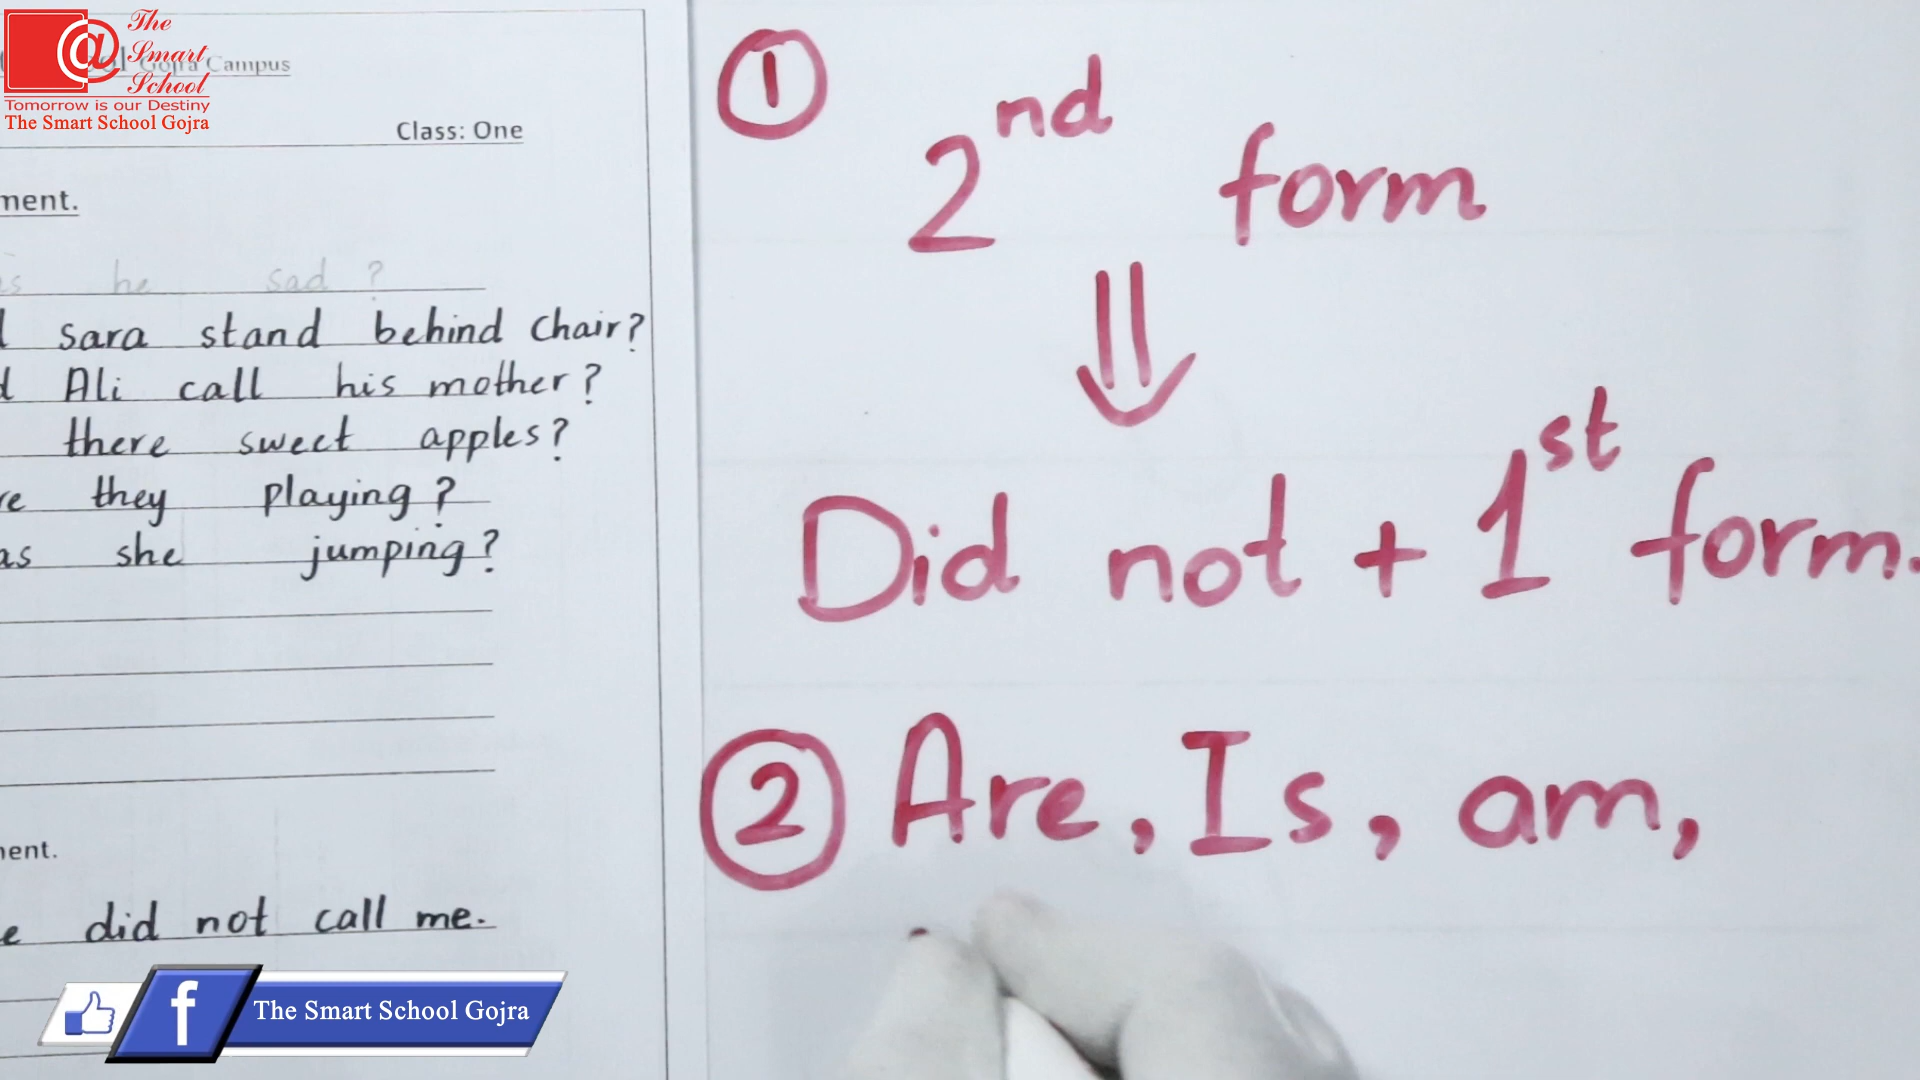 The
Smart
School
Tomorrow is our Destiny
The Smart School Gojra
Gojra Campus
Class: One
he sad ?
sara stand behind chair?
Ali call his mother?
there sweet apples?
they playing?
she jumping?
did not call me.
The Smart School Gojra
1
2nd form
Did not + 1st form.
2 Are, Is, am,